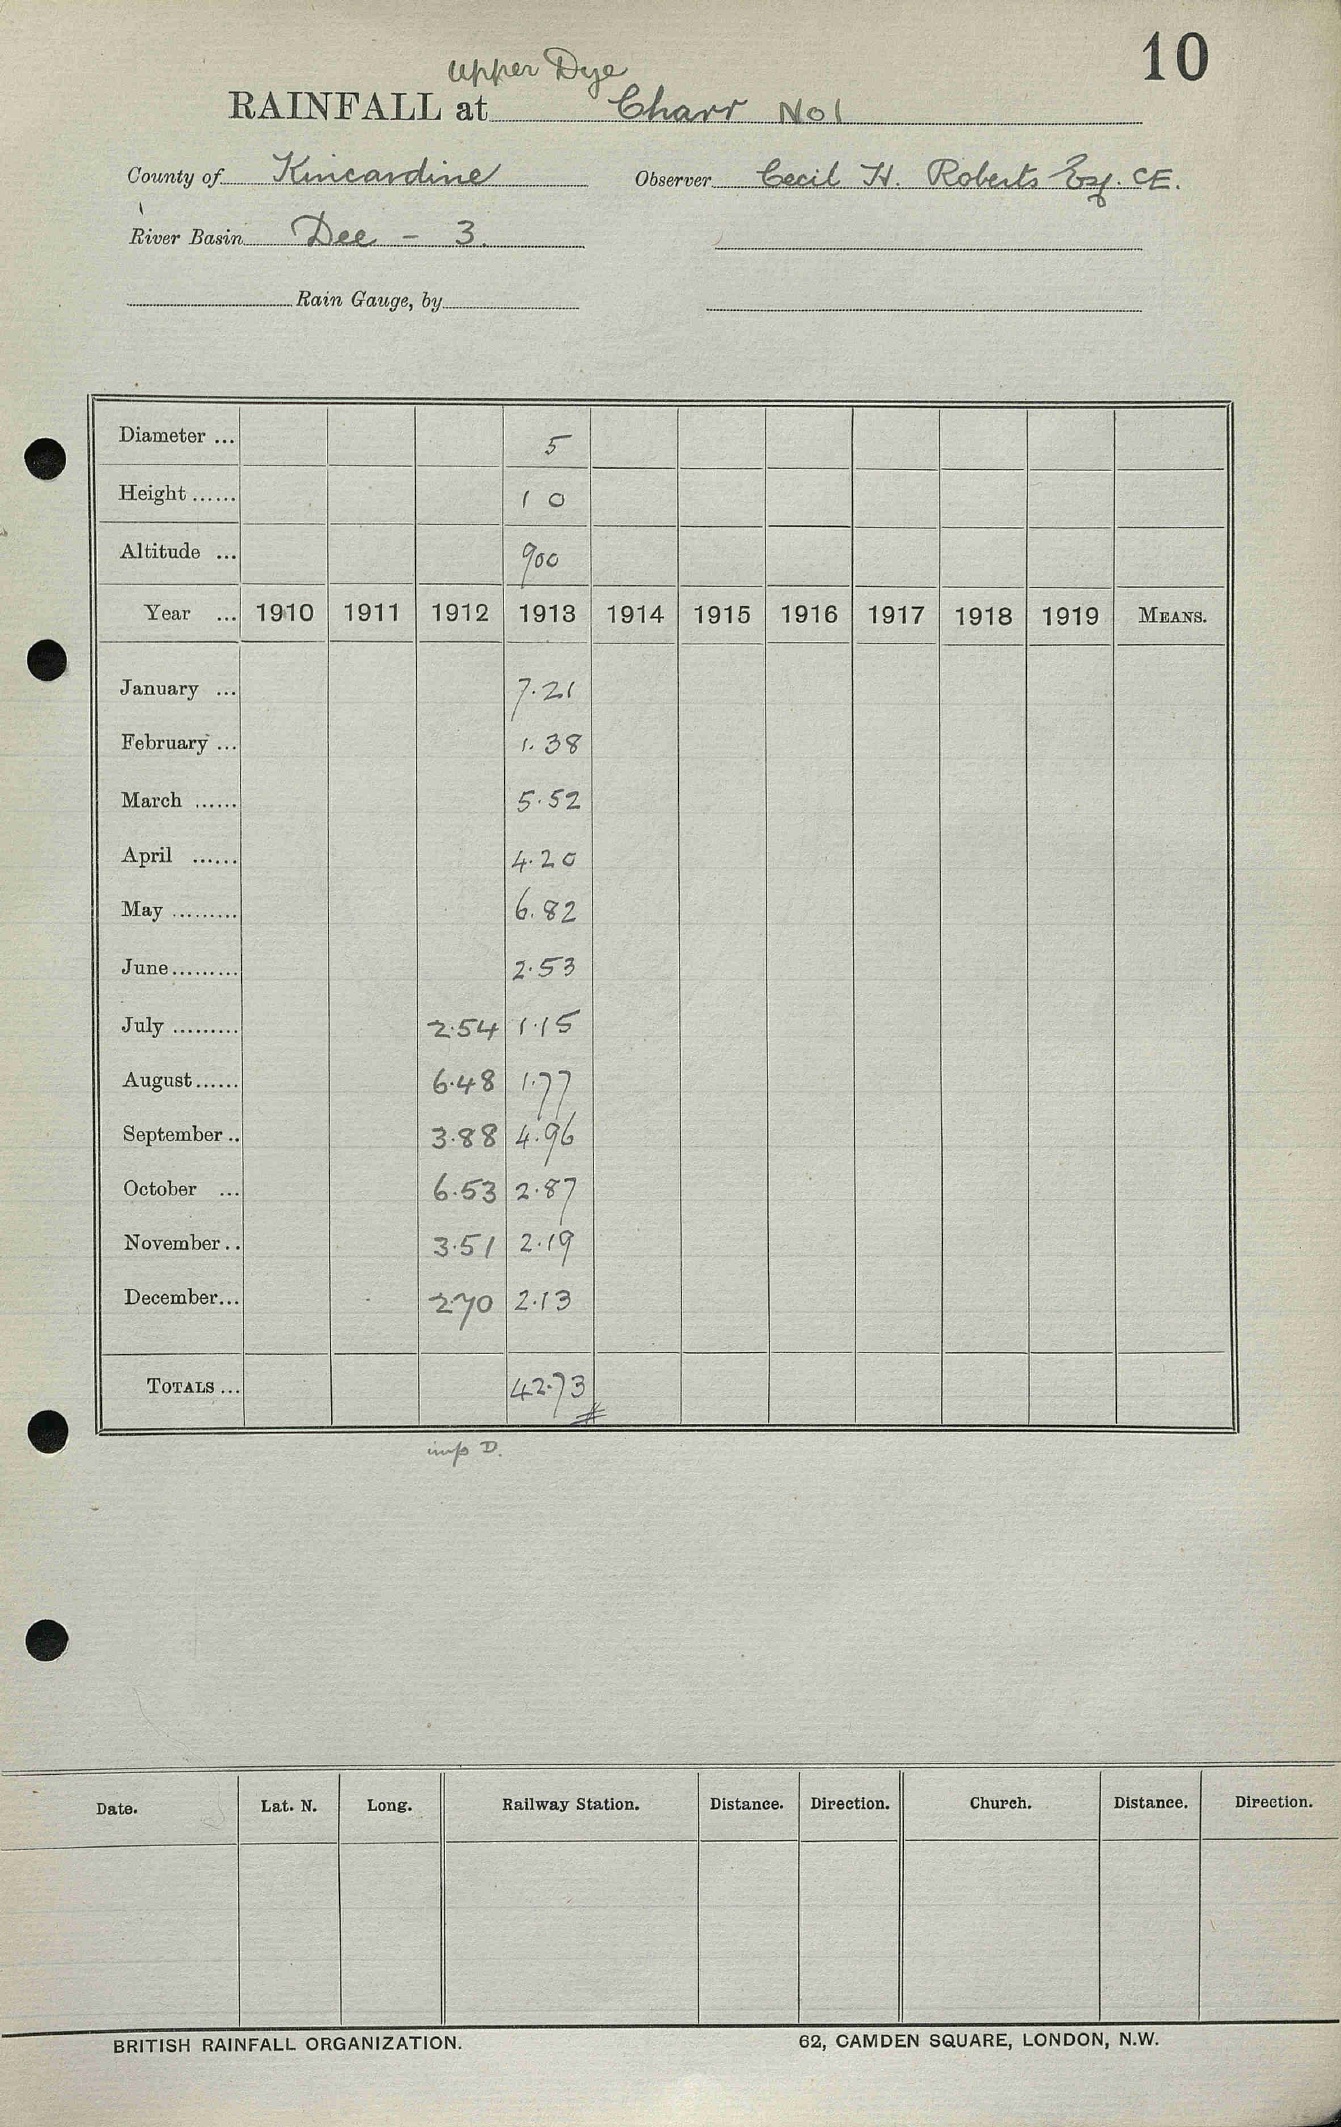 10
Upper Dye
RAINFALL at Charr No 1
County of Kincardine Observer Cecil H. Roberts Esq. CE.
River Basin Dee - 3.
Rain Gauge, by
Diameter ... 5
Height ...... 1 0
Altitude ... 900
Year ... 1910 1911 1912 1913 1914 1915 1916 1917 1918 1919 MEANS.
January ... 7.21
February ... 1.38
March ...... 5.52
April ...... 4.20
May ......... 6.82
June ......... 2.53
July ......... 2.54 1.15
August ...... 6.48 1.77
September .. 3.88 4.96
October ... 6.53 2.87
November .. 3.51 2.19
December ... 2.70 2.13
TOTALS ... 42.73
imp D.
Date. Lat. N. Long. Railway Station. Distance. Direction. Church. Distance. Direction.
BRITISH RAINFALL ORGANIZATION. 62, CAMDEN SQUARE, LONDON, N.W.